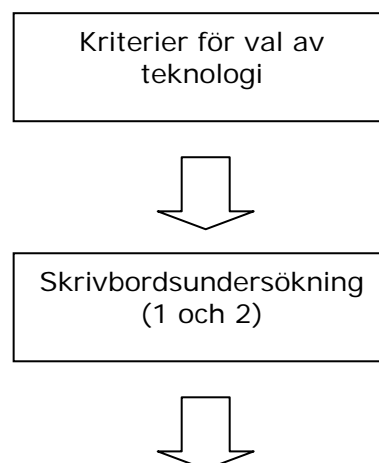 Kriterier för val av
teknologi
Skrivbordsundersökning
(1 och 2)